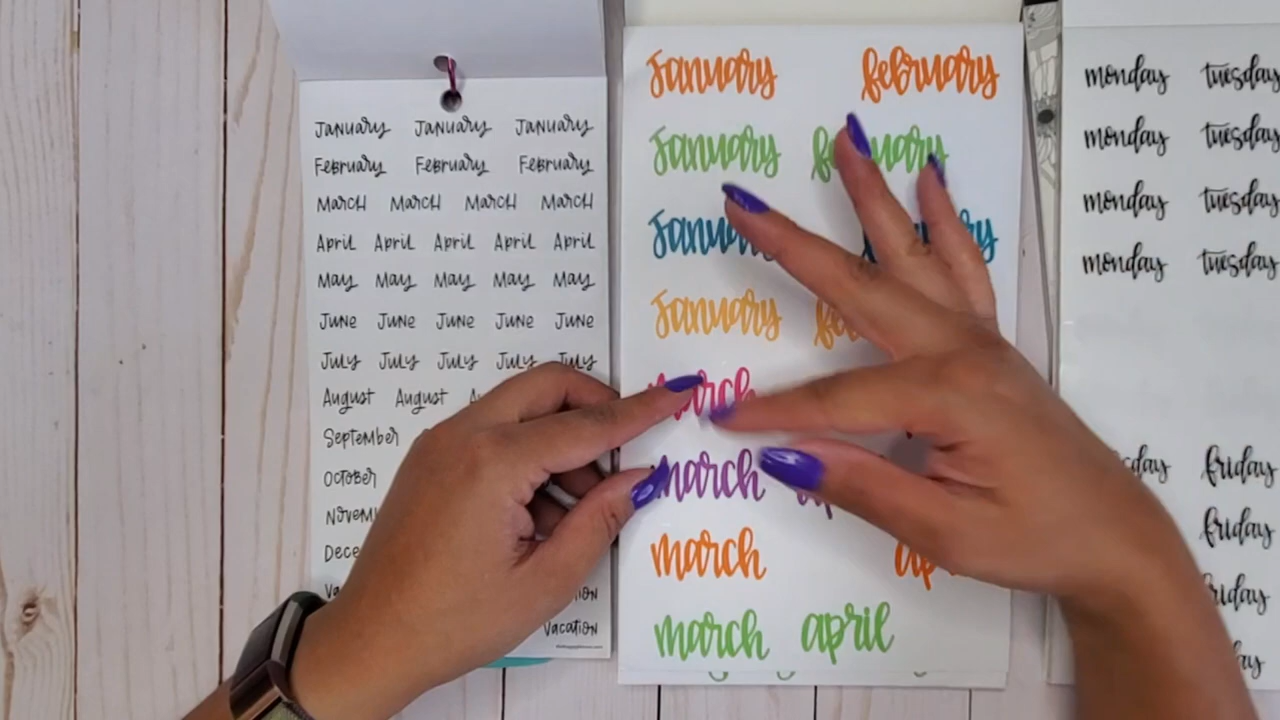 January January January
February February February
March March March March
April April April April April
May May May May May
June June June June June
July July July July July
August August
September
October
Vacation
January february
January
January
January
march
march
march
march april
monday tuesday
monday tuesday
monday tuesday
monday tuesday
friday
friday
friday